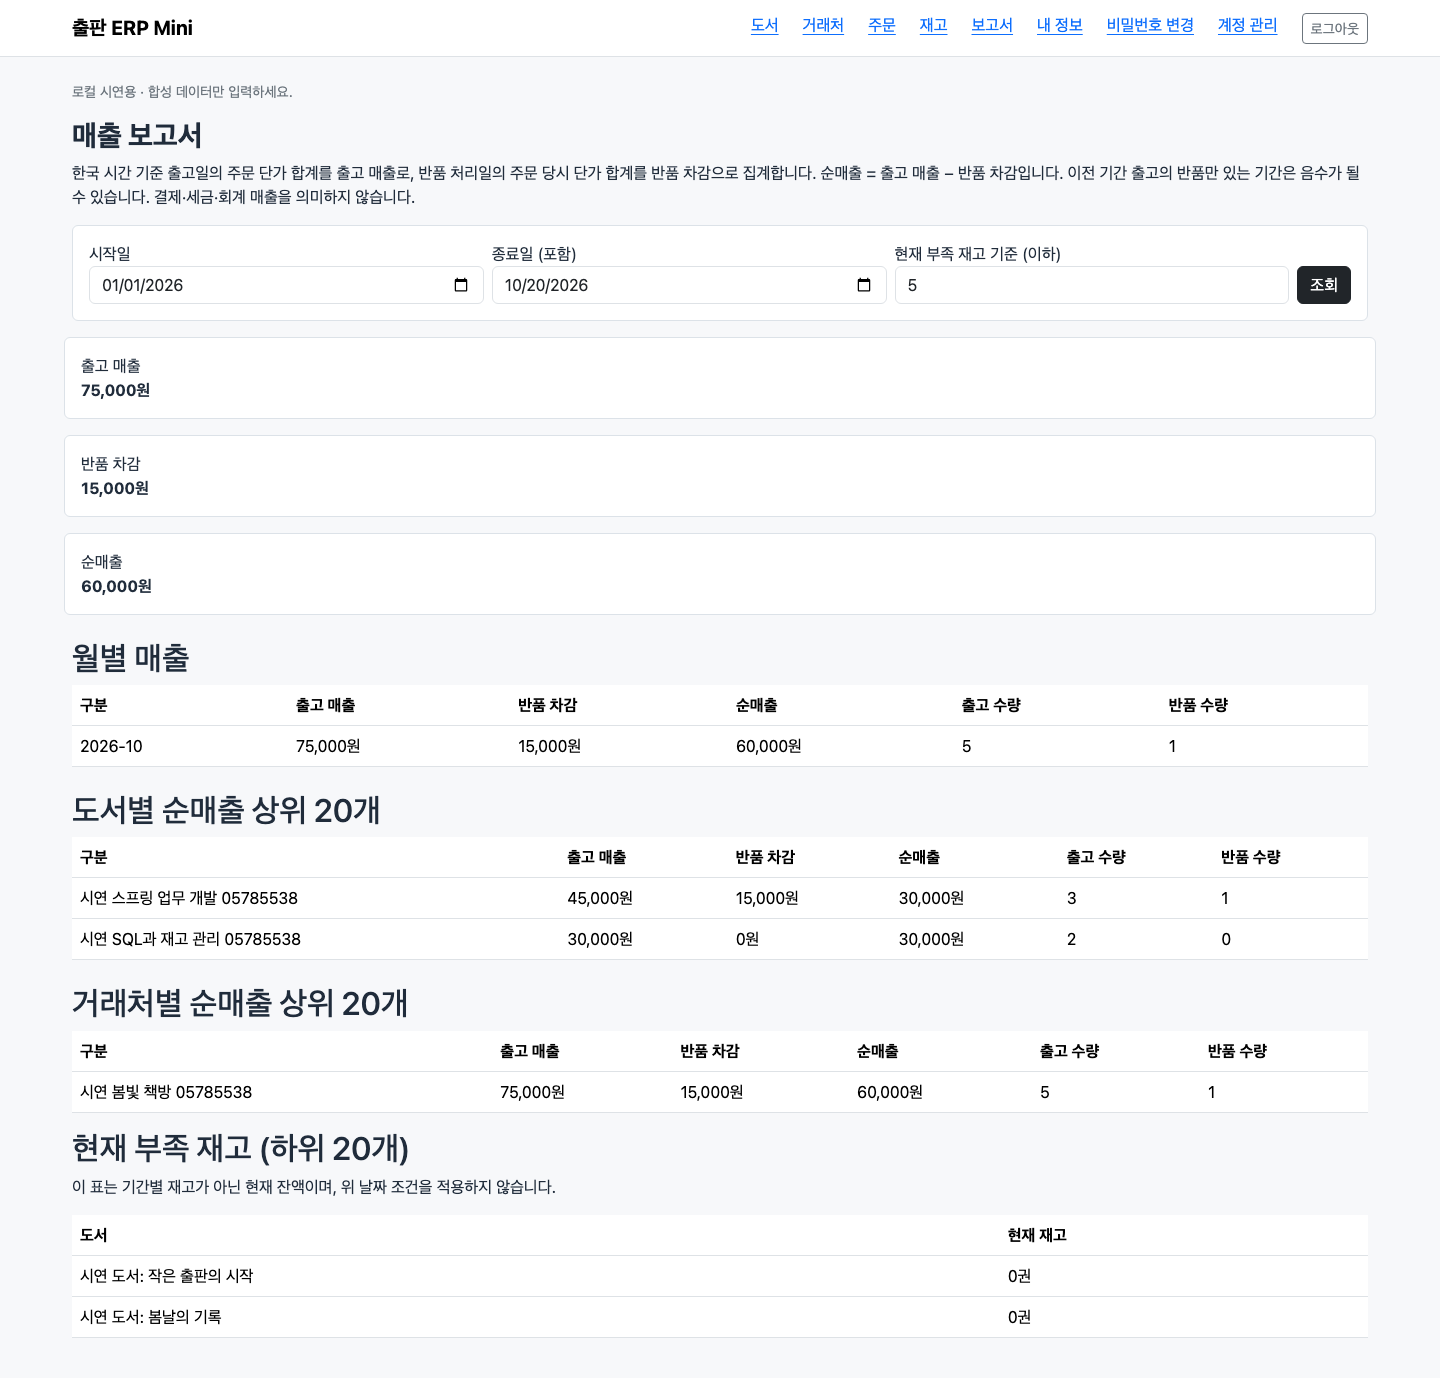 출판 ERP Mini
도서 거래처 주문 재고 보고서 내 정보 비밀번호 변경 계정 관리 로그아웃
로컬 시연용 · 합성 데이터만 입력하세요.
매출 보고서
한국 시간 기준 출고일의 주문 단가 합계를 출고 매출로, 반품 처리일의 주문 당시 단가 합계를 반품 차감으로 집계합니다. 순매출 = 출고 매출 − 반품 차감입니다. 이전 기간 출고의 반품만 있는 기간은 음수가 될
수 있습니다. 결제·세금·회계 매출을 의미하지 않습니다.
시작일 종료일 (포함) 현재 부족 재고 기준 (이하)
01/01/2026 10/20/2026 5 조회
출고 매출
75,000원
반품 차감
15,000원
순매출
60,000원
월별 매출
구분 출고 매출 반품 차감 순매출 출고 수량 반품 수량
2026-10 75,000원 15,000원 60,000원 5 1
도서별 순매출 상위 20개
구분 출고 매출 반품 차감 순매출 출고 수량 반품 수량
시연 스프링 업무 개발 05785538 45,000원 15,000원 30,000원 3 1
시연 SQL과 재고 관리 05785538 30,000원 0원 30,000원 2 0
거래처별 순매출 상위 20개
구분 출고 매출 반품 차감 순매출 출고 수량 반품 수량
시연 봄빛 책방 05785538 75,000원 15,000원 60,000원 5 1
현재 부족 재고 (하위 20개)
이 표는 기간별 재고가 아닌 현재 잔액이며, 위 날짜 조건을 적용하지 않습니다.
도서 현재 재고
시연 도서: 작은 출판의 시작 0권
시연 도서: 봄날의 기록 0권